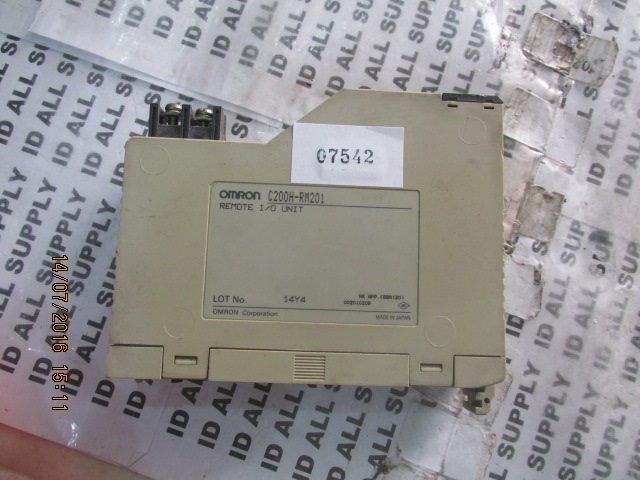 07542
OMRON C200H-RM201
REMOTE I/O UNIT
LOT No. 14Y4
OMRON Corporation MADE IN JAPAN
14/07/2016 15:11
ID ALL SUPPLY